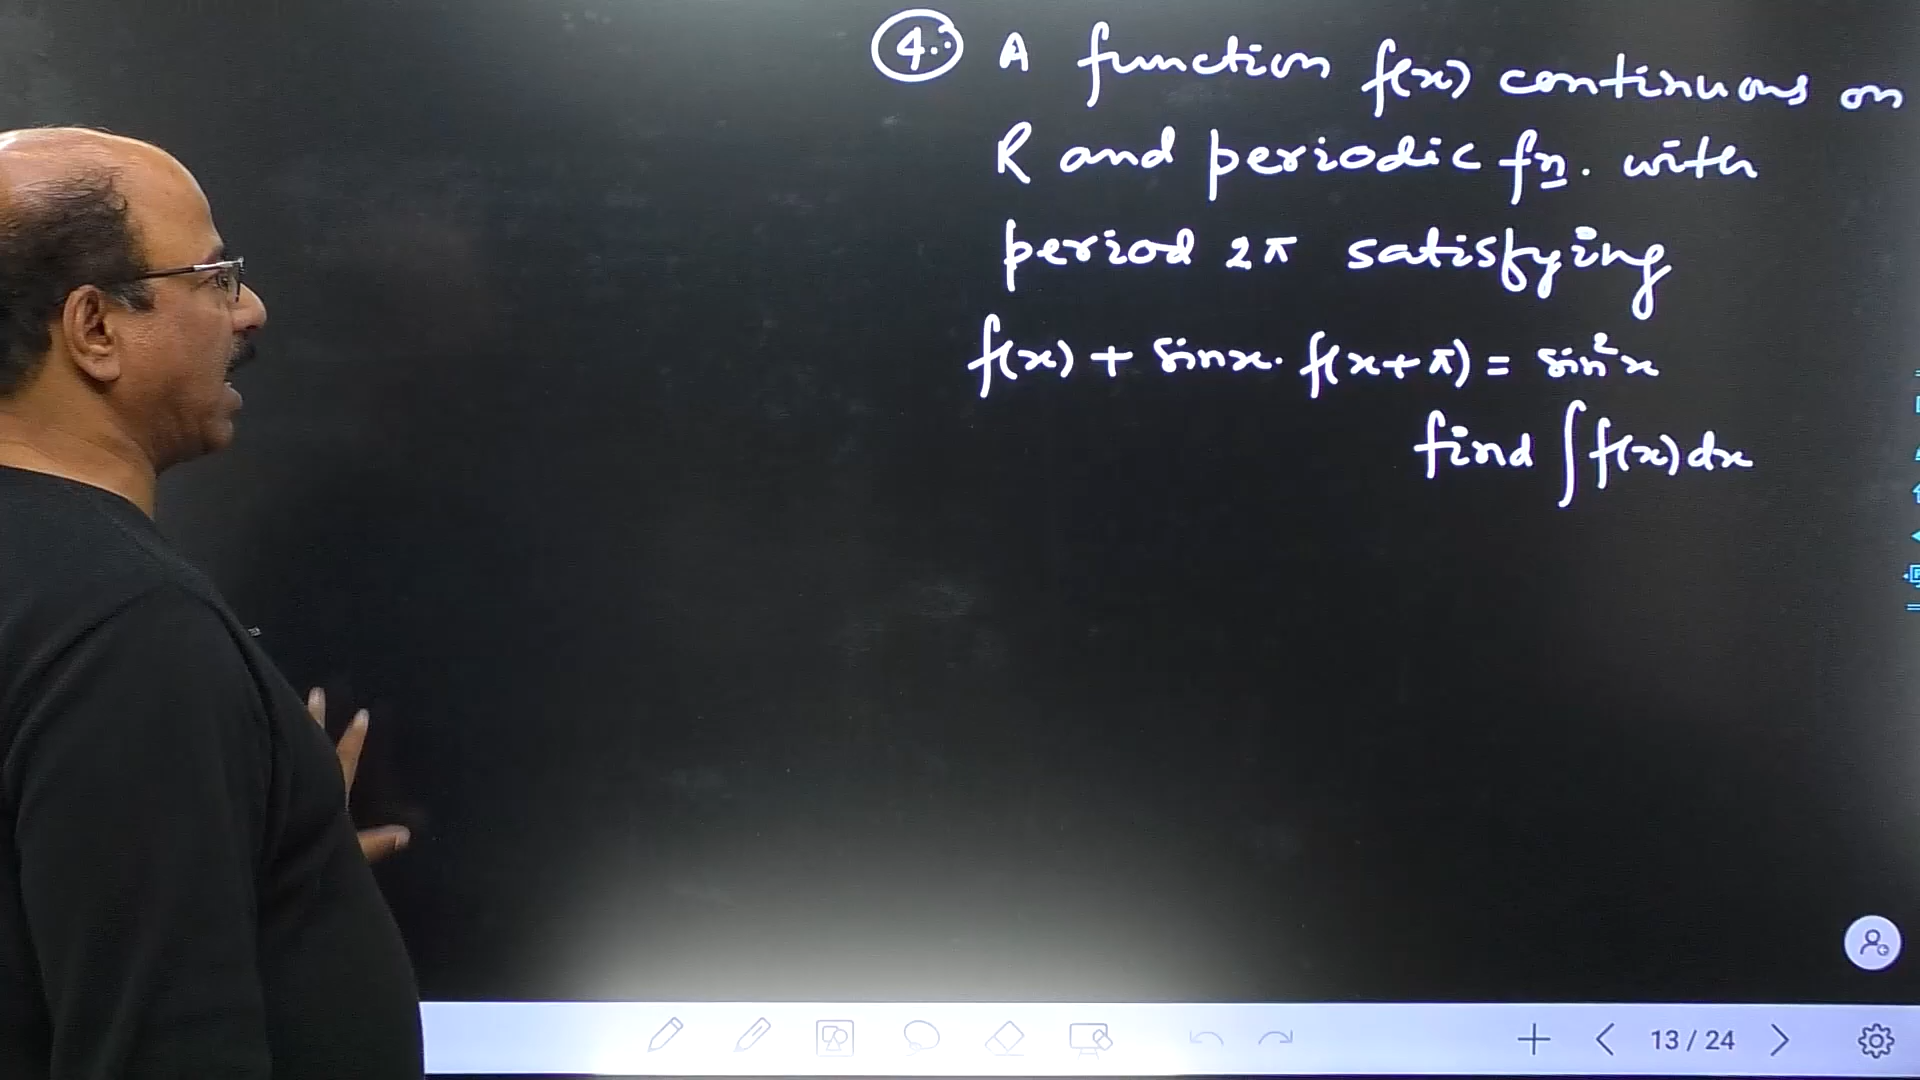 4. A function f(x) continuous on
R and periodic fn. with
period 2π satisfying
f(x) + sinx. f(x+π) = sin²x
find ∫f(x)dx
13 / 24